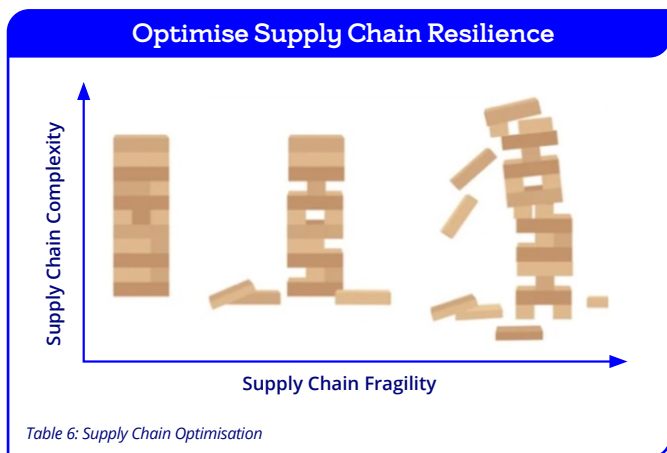 Optimise Supply Chain Resilience
Supply Chain Complexity
Supply Chain Fragility
Table 6: Supply Chain Optimisation